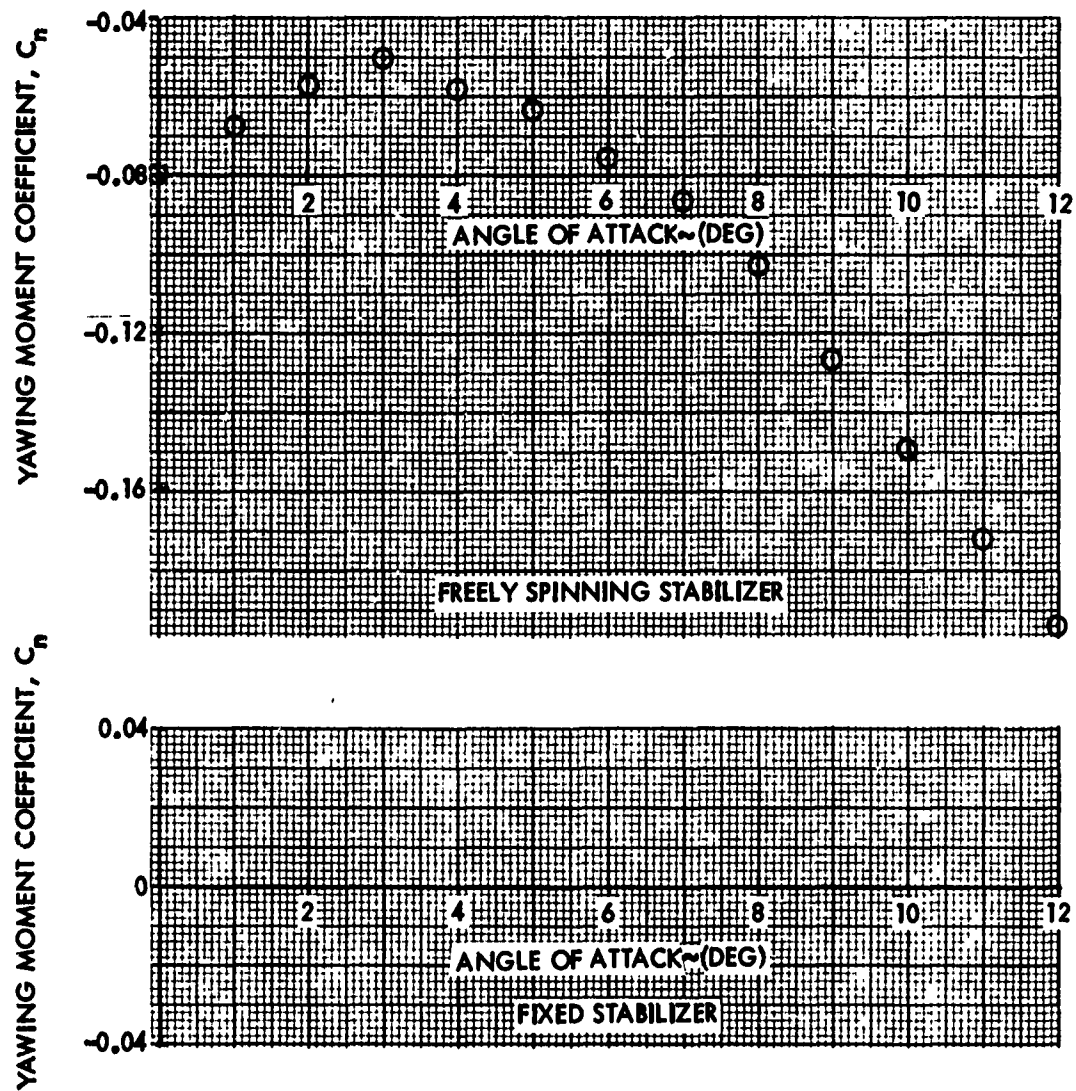 YAWING MOMENT COEFFICIENT, Cn
-0.04
-0.08
-0.12
-0.16
2 4 6 8 10 12
ANGLE OF ATTACK~(DEG)
FREELY SPINNING STABILIZER
YAWING MOMENT COEFFICIENT, Cn
0.04
0
-0.04
2 4 6 8 10 12
ANGLE OF ATTACK~(DEG)
FIXED STABILIZER